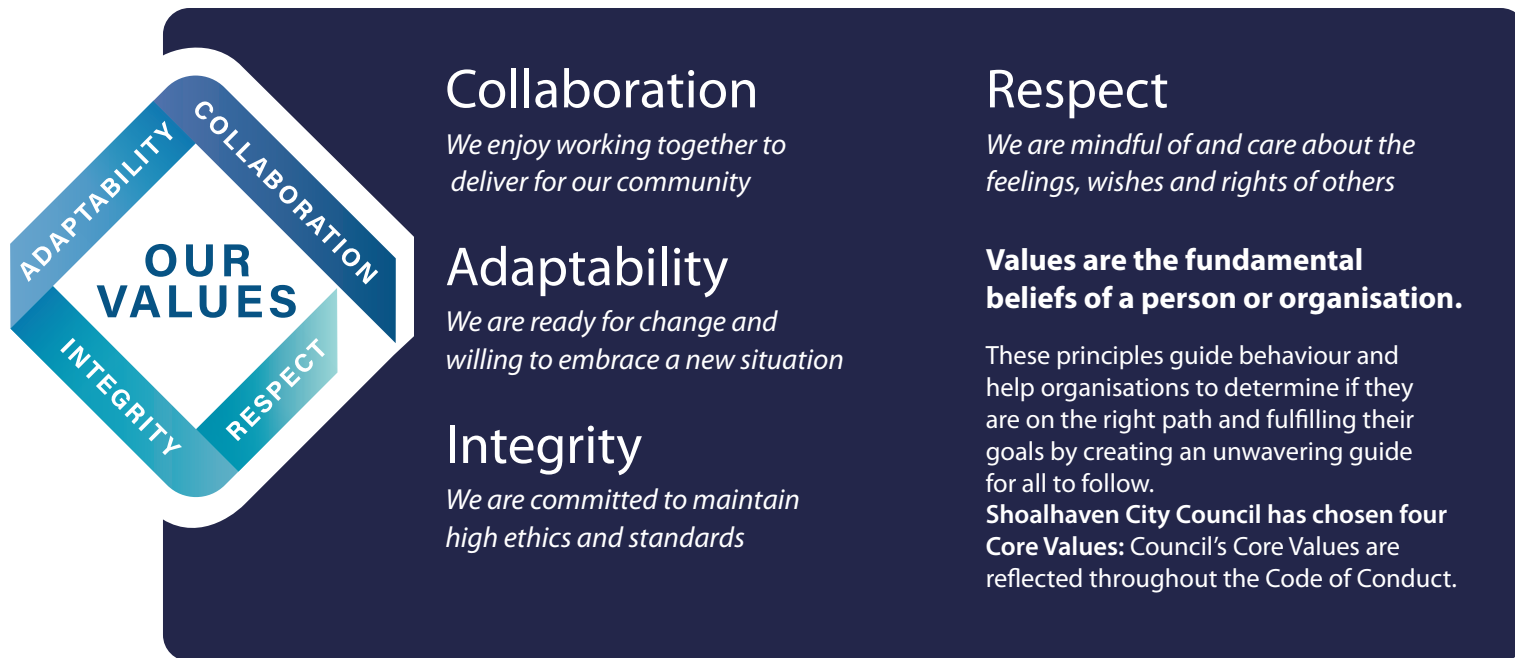 ADAPTABILITY
COLLABORATION
OUR
VALUES
INTEGRITY
RESPECT
Collaboration
We enjoy working together to
deliver for our community
Adaptability
We are ready for change and
willing to embrace a new situation
Integrity
We are committed to maintain
high ethics and standards
Respect
We are mindful of and care about the
feelings, wishes and rights of others
Values are the fundamental
beliefs of a person or organisation.
These principles guide behaviour and
help organisations to determine if they
are on the right path and fulfilling their
goals by creating an unwavering guide
for all to follow.
Shoalhaven City Council has chosen four
Core Values: Council’s Core Values are
reflected throughout the Code of Conduct.